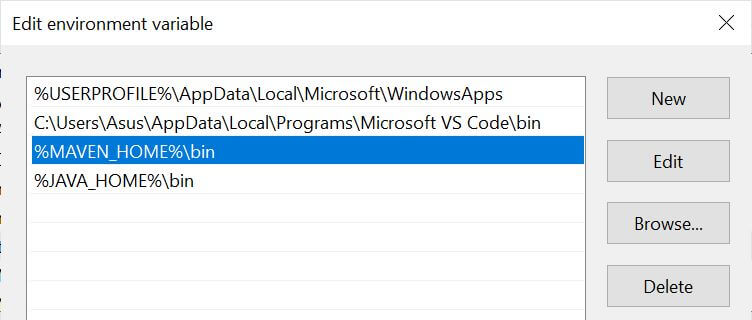 Edit environment variable
%USERPROFILE%\AppData\Local\Microsoft\WindowsApps
C:\Users\Asus\AppData\Local\Programs\Microsoft VS Code\bin
%MAVEN_HOME%\bin
%JAVA_HOME%\bin
New
Edit
Browse...
Delete